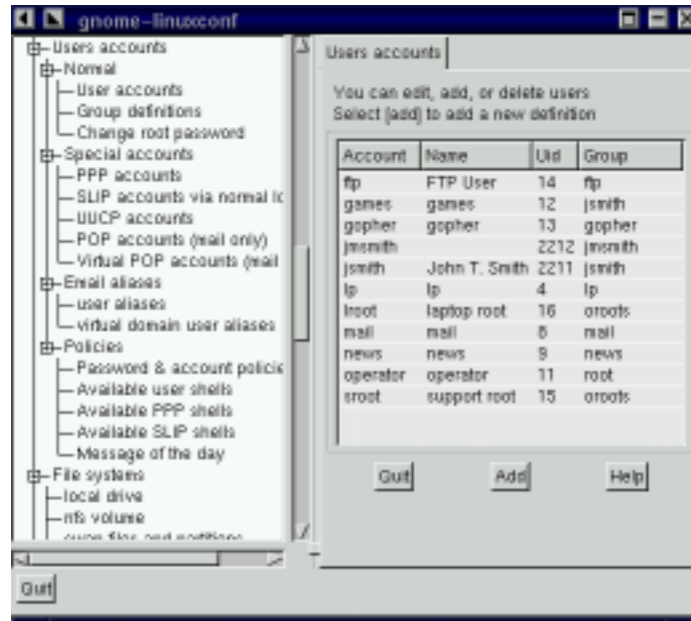 gnome-linuxconf
Users accounts
Normal
User accounts
Group definitions
Change root password
Special accounts
PPP accounts
SLIP accounts via normal lo
UUCP accounts
POP accounts (mail only)
Virtual POP accounts (mail
Email aliases
user aliases
virtual domain user aliases
Policies
Password & account policie
Available user shells
Available PPP shells
Available SLIP shells
Message of the day
File systems
local drive
nfs volume
swap files and partitions
Users accounts
You can edit, add, or delete users
Select [add] to add a new definition
Account Name Uid Group
ftp FTP User 14 ftp
games games 12 jsmith
gopher gopher 13 gopher
jmsmith 2212 jmsmith
jsmith John T. Smith 2211 jsmith
lp lp 4 lp
lroot laptop root 16 oroots
mail mail 8 mail
news news 9 news
operator operator 11 root
sroot support root 15 oroots
Quit Add Help
Quit